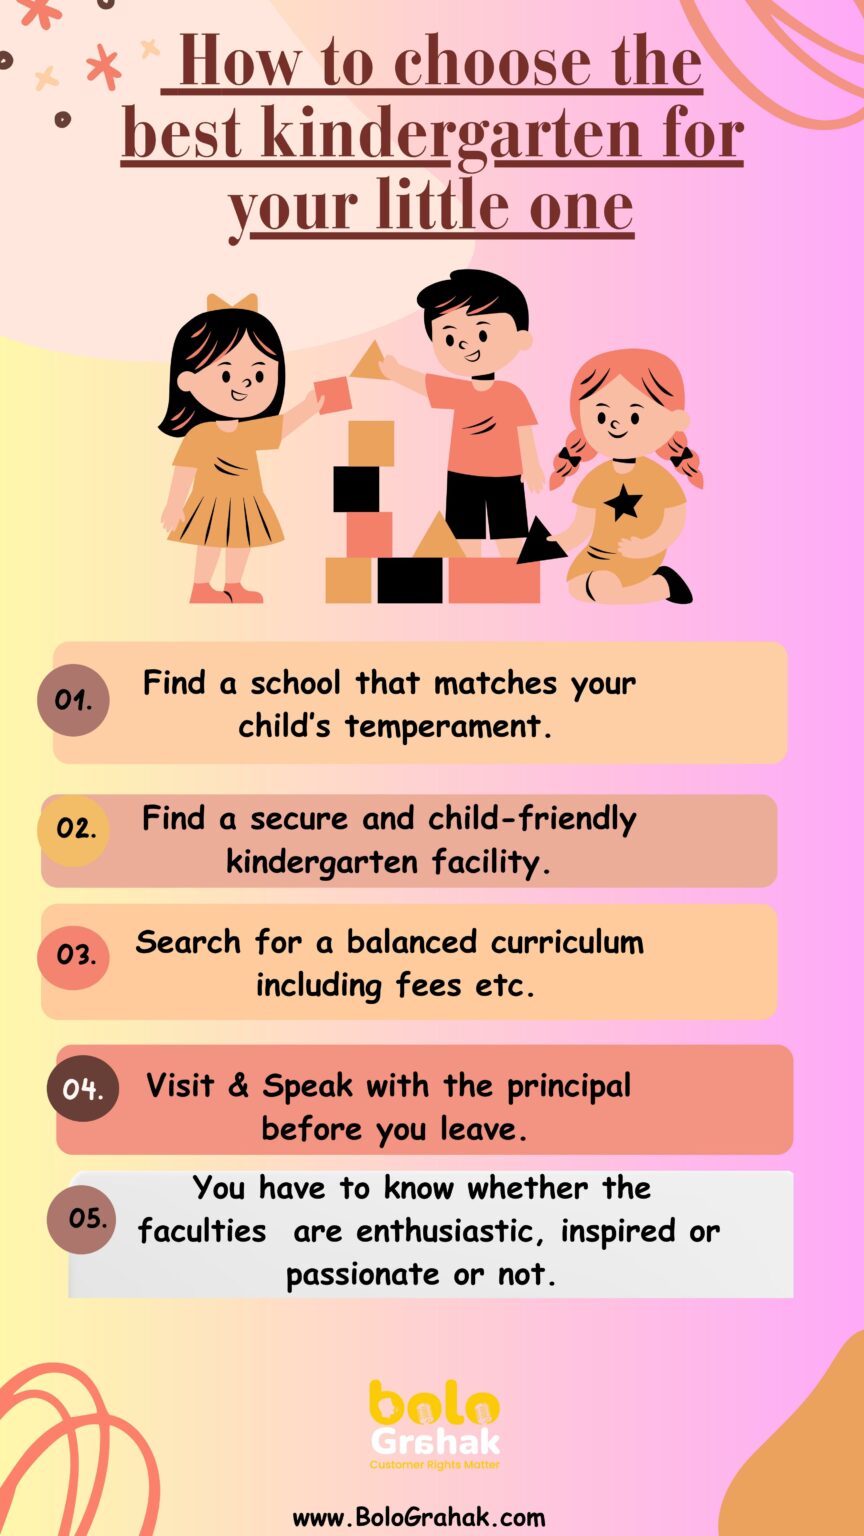 How to choose the
best kindergarten for
your little one
01.
Find a school that matches your
child's temperament.
02.
Find a secure and child-friendly
kindergarten facility.
03.
Search for a balanced curriculum
including fees etc.
04.
Visit & Speak with the principal
before you leave.
05.
You have to know whether the
faculties are enthusiastic, inspired or
passionate or not.
bolo
Grahak
Customer Rights Matter
www.BoloGrahak.com